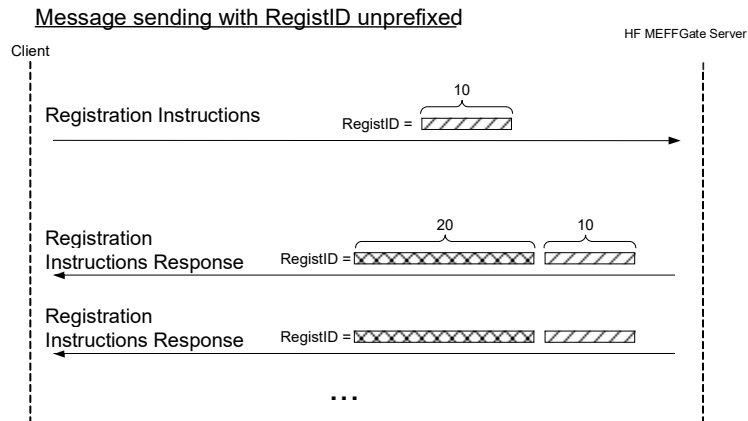 Message sending with RegistID unprefixed
HF MEFFGate Server
Client
10
Registration Instructions
RegistID =
20
10
Registration
Instructions Response
RegistID =
Registration
Instructions Response
RegistID =
...